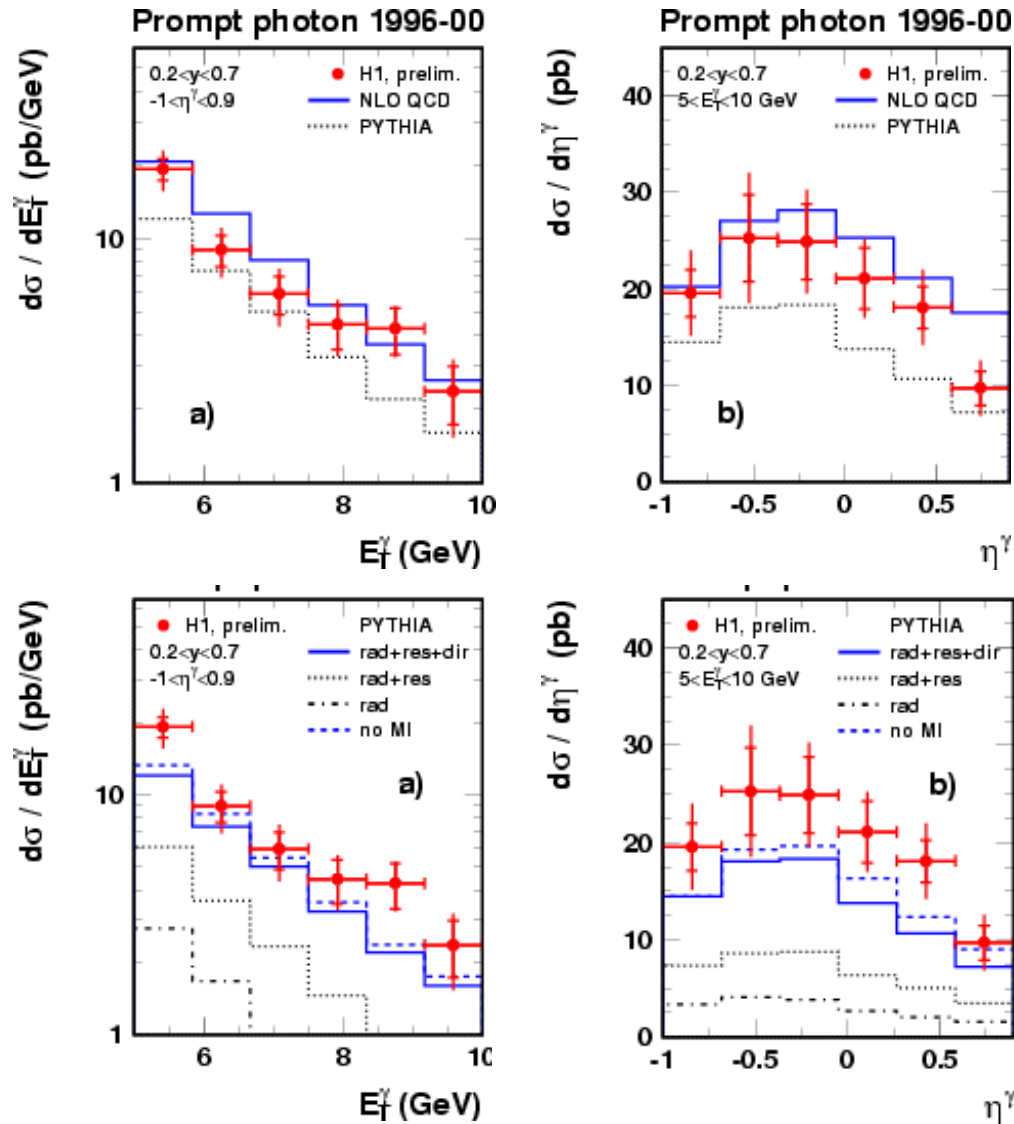 Prompt photon 1996-00
dσ / dE_T^γ (pb/GeV)
0.2<y<0.7
-1<η^γ<0.9
H1, prelim.
NLO QCD
PYTHIA
10
1
a)
6
8
10
E_T^γ (GeV)
Prompt photon 1996-00
dσ / dη^γ (pb)
0.2<y<0.7
5<E_T^γ<10 GeV
H1, prelim.
NLO QCD
PYTHIA
40
30
20
10
0
b)
-1
-0.5
0
0.5
η^γ
dσ / dE_T^γ (pb/GeV)
H1, prelim.
0.2<y<0.7
-1<η^γ<0.9
PYTHIA
rad+res+dir
rad+res
rad
no MI
10
1
a)
6
8
10
E_T^γ (GeV)
dσ / dη^γ (pb)
H1, prelim.
0.2<y<0.7
5<E_T^γ<10 GeV
PYTHIA
rad+res+dir
rad+res
rad
no MI
40
30
20
10
0
b)
-1
-0.5
0
0.5
η^γ